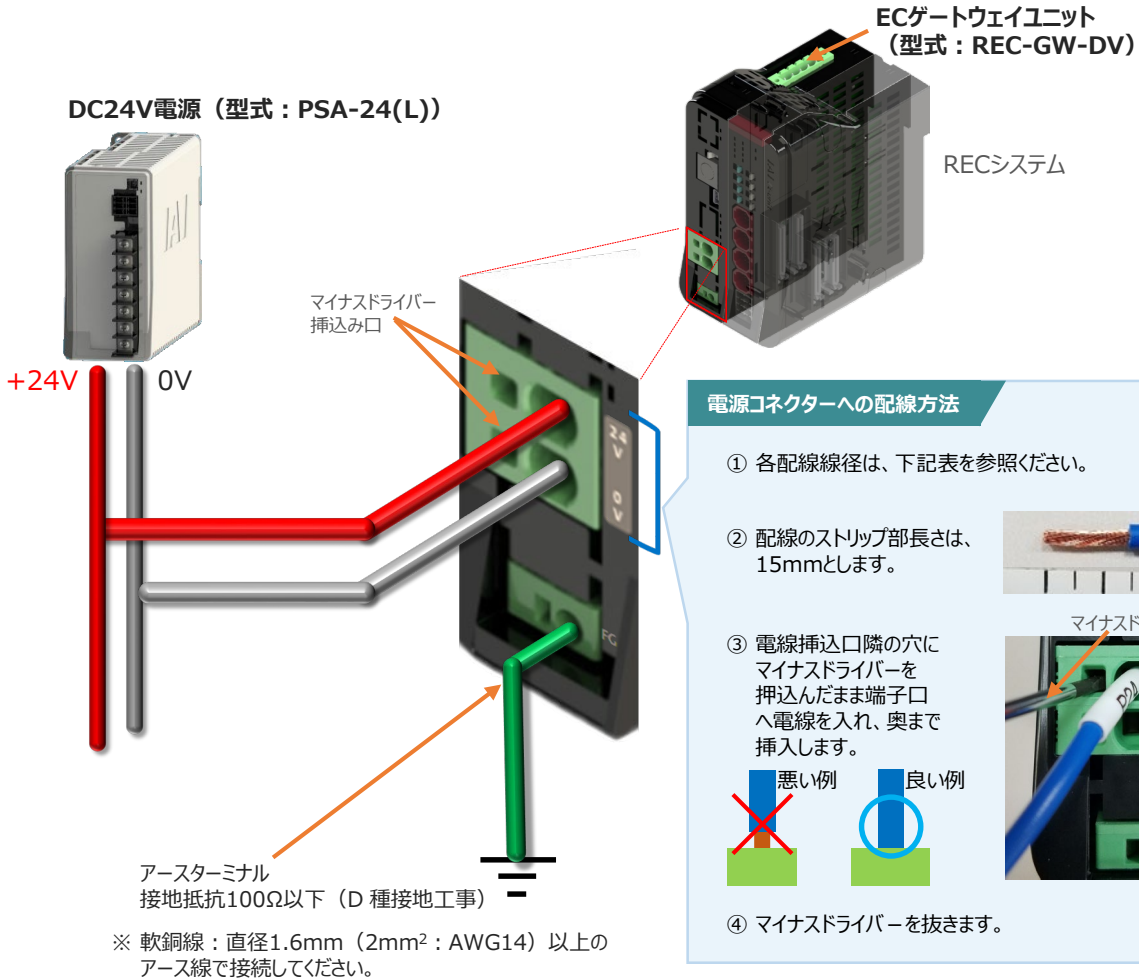 ECゲートウェイユニット
（型式：REC-GW-DV）
DC24V電源（型式：PSA-24(L)）
RECシステム
IAI
マイナスドライバー
挿込み口
+24V
0V
24V
0V
FG
電源コネクターへの配線方法
① 各配線線径は、下記表を参照ください。
② 配線のストリップ部長さは、
15mmとします。
③ 電線挿込口隣の穴に
マイナスドライバーを
押込んだまま端子口
へ電線を入れ、奥まで
挿入します。
マイナスド
悪い例
良い例
④ マイナスドライバ－を抜きます。
アースターミナル
接地抵抗100Ω以下（D 種接地工事）
※ 軟銅線：直径1.6mm（2mm²：AWG14）以上の
アース線で接続してください。